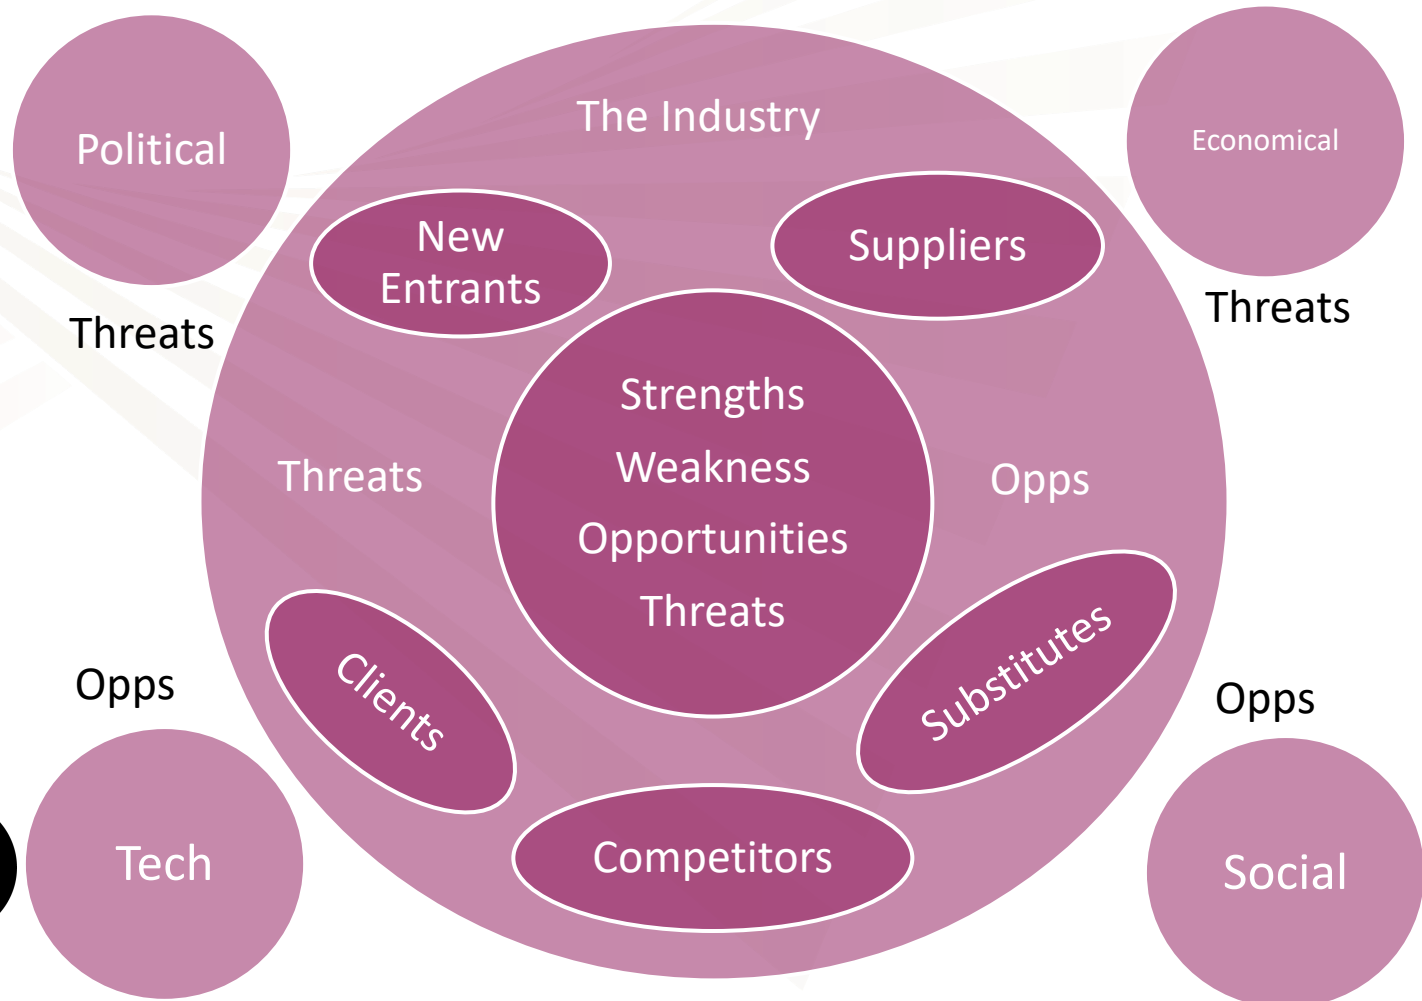 Political
The Industry
Economical
New
Entrants
Suppliers
Threats
Threats
Strengths
Weakness
Opportunities
Threats
Threats
Opps
Clients
Substitutes
Opps
Opps
Competitors
Tech
Social